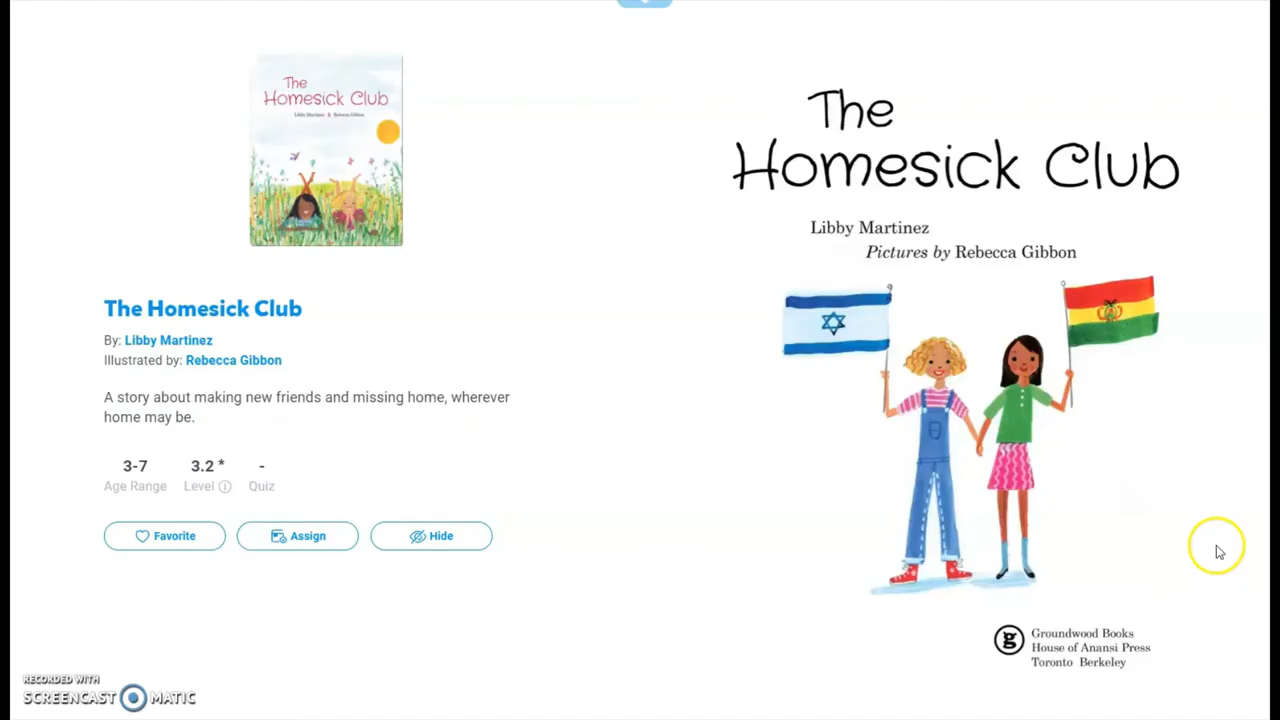 The
Homesick Club
Libby Martinez & Rebecca Gibbon
The Homesick Club
By: Libby Martinez
Illustrated by: Rebecca Gibbon
A story about making new friends and missing home, wherever
home may be.
3-7 3.2 * -
Age Range Level Quiz
Favorite Assign Hide
The
Homesick Club
Libby Martinez
Pictures by Rebecca Gibbon
g
Groundwood Books
House of Anansi Press
Toronto Berkeley
RECORDED WITH
SCREENCAST MATIC